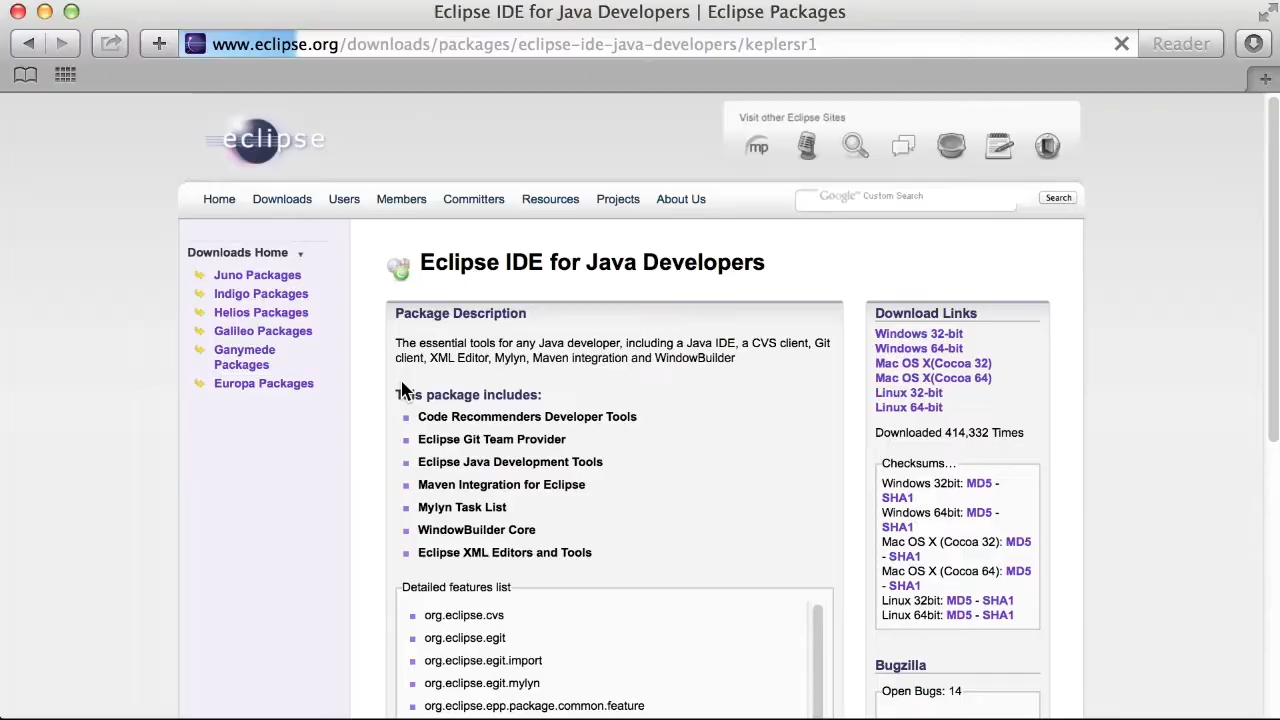 Eclipse IDE for Java Developers | Eclipse Packages
www.eclipse.org/downloads/packages/eclipse-ide-java-developers/keplersr1
Reader
eclipse
Visit other Eclipse Sites
mp
Home Downloads Users Members Committers Resources Projects About Us
Google™ Custom Search
Search
Downloads Home
Juno Packages
Indigo Packages
Helios Packages
Galileo Packages
Ganymede
Packages
Europa Packages
Eclipse IDE for Java Developers
Package Description
The essential tools for any Java developer, including a Java IDE, a CVS client, Git
client, XML Editor, Mylyn, Maven integration and WindowBuilder
This package includes:
Code Recommenders Developer Tools
Eclipse Git Team Provider
Eclipse Java Development Tools
Maven Integration for Eclipse
Mylyn Task List
WindowBuilder Core
Eclipse XML Editors and Tools
Detailed features list
org.eclipse.cvs
org.eclipse.egit
org.eclipse.egit.import
org.eclipse.egit.mylyn
org.eclipse.epp.package.common.feature
Download Links
Windows 32-bit
Windows 64-bit
Mac OS X(Cocoa 32)
Mac OS X(Cocoa 64)
Linux 32-bit
Linux 64-bit
Downloaded 414,332 Times
Checksums...
Windows 32bit: MD5 -
SHA1
Windows 64bit: MD5 -
SHA1
Mac OS X (Cocoa 32): MD5
- SHA1
Mac OS X (Cocoa 64): MD5
- SHA1
Linux 32bit: MD5 - SHA1
Linux 64bit: MD5 - SHA1
Bugzilla
Open Bugs: 14